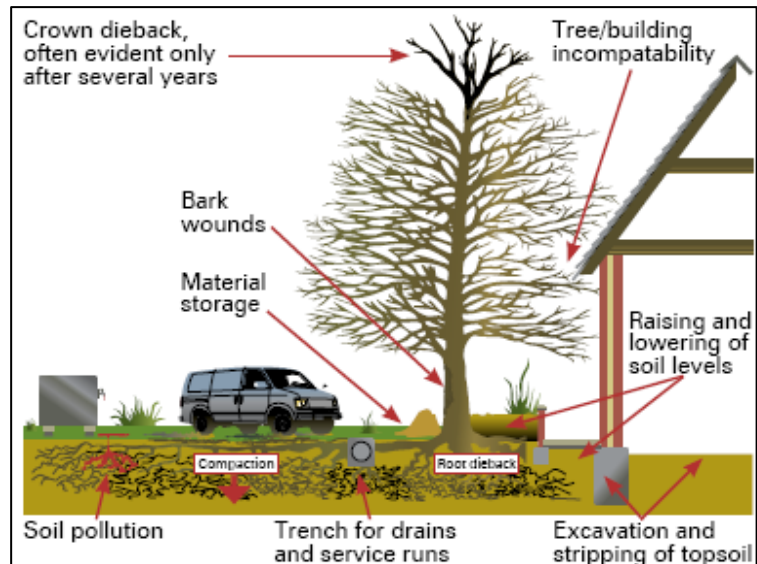 Crown dieback,
often evident only
after several years
Tree/building
incompatability
Bark
wounds
Material
storage
Raising and
lowering of
soil levels
Compaction
Root dieback
Soil pollution
Trench for drains
and service runs
Excavation and
stripping of topsoil